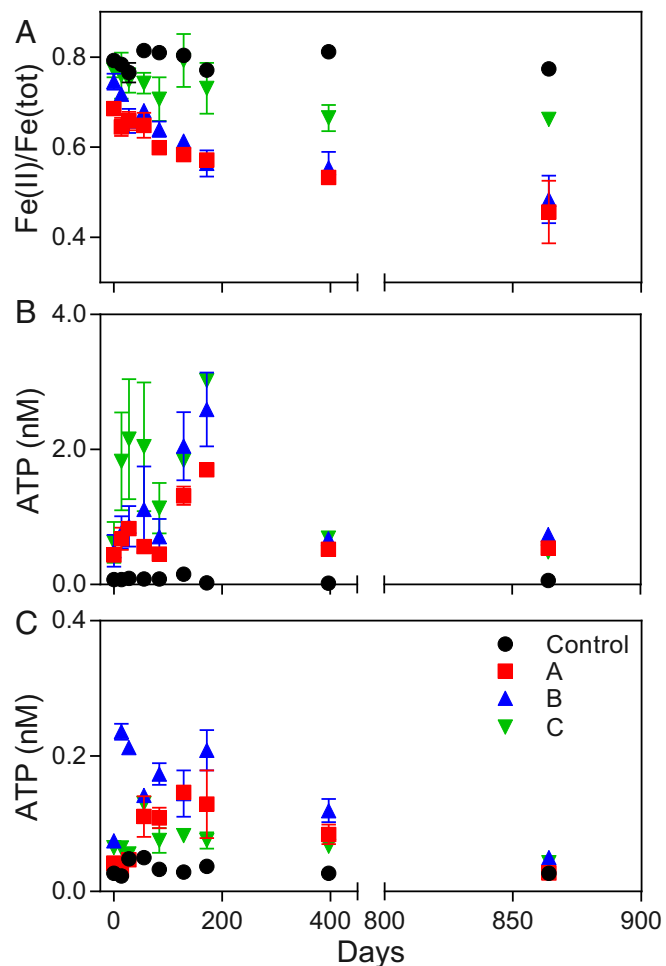 A
0.8
0.6
0.4
Fe(II)/Fe(tot)
B
4.0
2.0
0.0
ATP (nM)
C
0.4
0.2
0.0
ATP (nM)
Control
A
B
C
0 200 400 800 860 900
Days